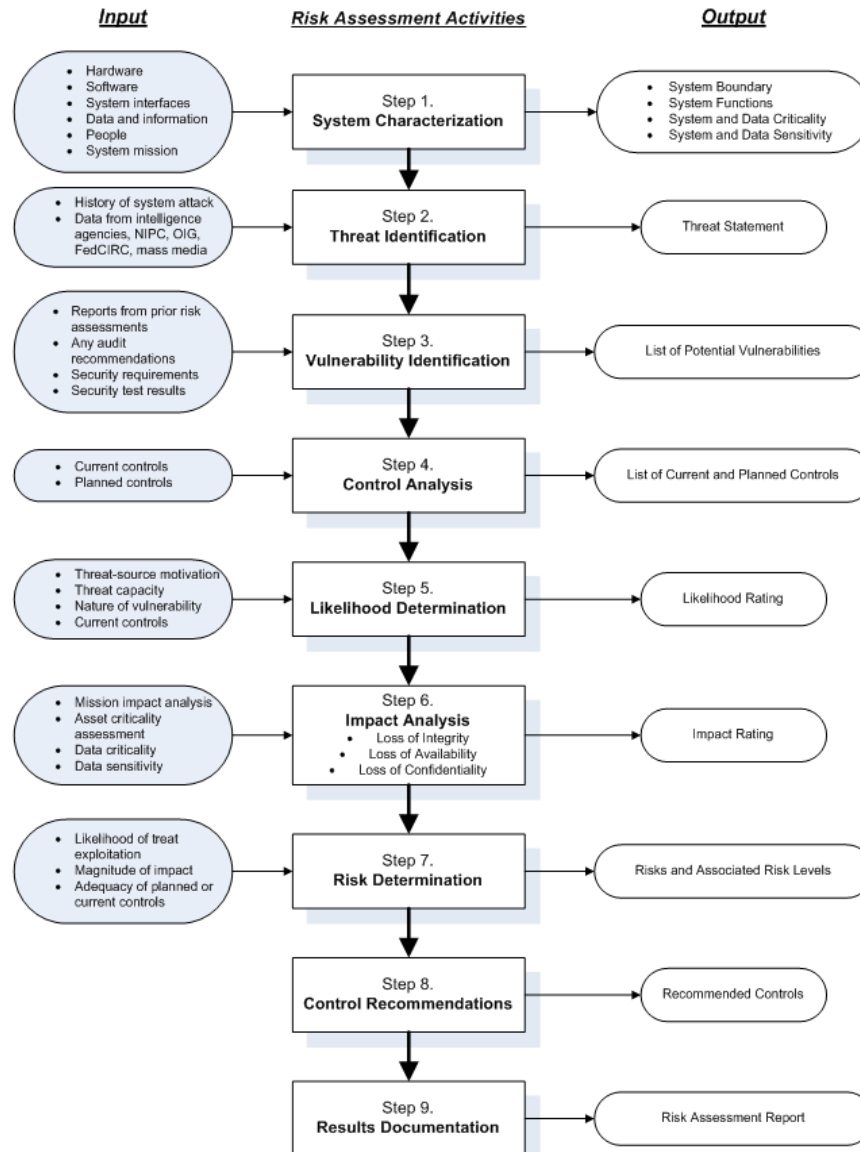 Input
Risk Assessment Activities
Output
• Hardware
• Software
• System interfaces
• Data and information
• People
• System mission
Step 1.
System Characterization
• System Boundary
• System Functions
• System and Data Criticality
• System and Data Sensitivity
• History of system attack
• Data from intelligence
agencies, NIPC, OIG,
FedCIRC, mass media
Step 2.
Threat Identification
Threat Statement
• Reports from prior risk
assessments
• Any audit
recommendations
• Security requirements
• Security test results
Step 3.
Vulnerability Identification
List of Potential Vulnerabilities
• Current controls
• Planned controls
Step 4.
Control Analysis
List of Current and Planned Controls
• Threat-source motivation
• Threat capacity
• Nature of vulnerability
• Current controls
Step 5.
Likelihood Determination
Likelihood Rating
• Mission impact analysis
• Asset criticality
assessment
• Data criticality
• Data sensitivity
Step 6.
Impact Analysis
• Loss of Integrity
• Loss of Availability
• Loss of Confidentiality
Impact Rating
• Likelihood of treat
exploitation
• Magnitude of impact
• Adequacy of planned or
current controls
Step 7.
Risk Determination
Risks and Associated Risk Levels
Step 8.
Control Recommendations
Recommended Controls
Step 9.
Results Documentation
Risk Assessment Report